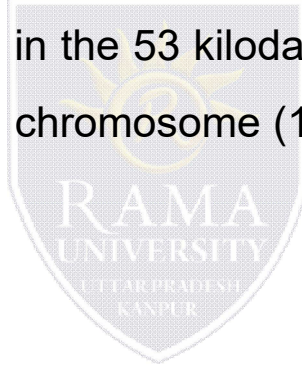 in the 53 kiloda
chromosome (1
RAMA
UNIVERSITY
UTTAR PRADESH
KANPUR